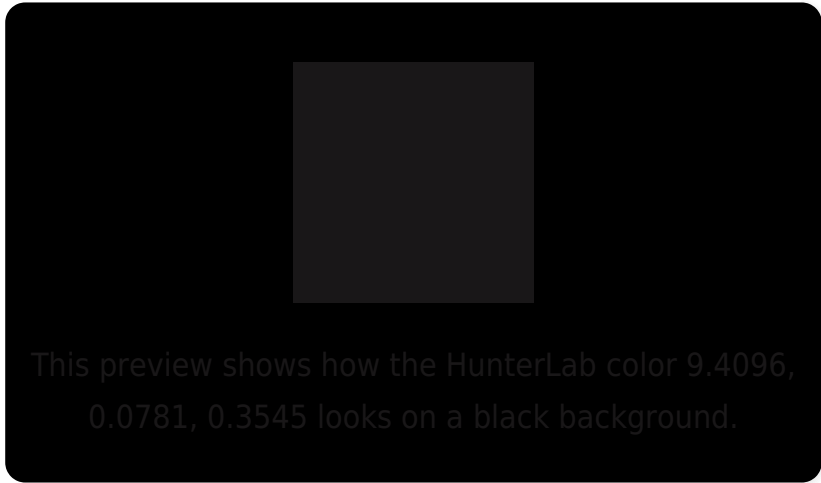 This preview shows how the HunterLab color 9.4096,
0.0781, 0.3545 looks on a black background.